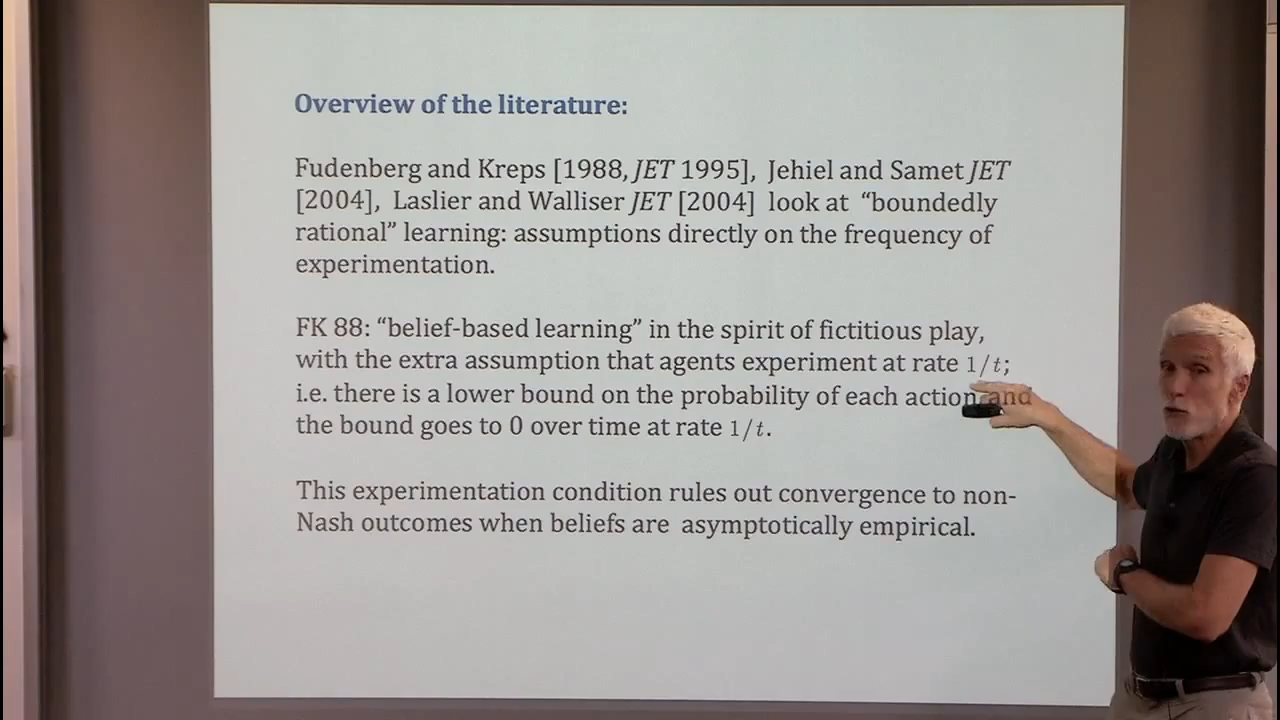 Overview of the literature:
Fudenberg and Kreps [1988, JET 1995], Jehiel and Samet JET
[2004], Laslier and Walliser JET [2004] look at “boundedly
rational” learning: assumptions directly on the frequency of
experimentation.
FK 88: “belief-based learning” in the spirit of fictitious play,
with the extra assumption that agents experiment at rate 1/t;
i.e. there is a lower bound on the probability of each action and
the bound goes to 0 over time at rate 1/t.
This experimentation condition rules out convergence to non-
Nash outcomes when beliefs are asymptotically empirical.